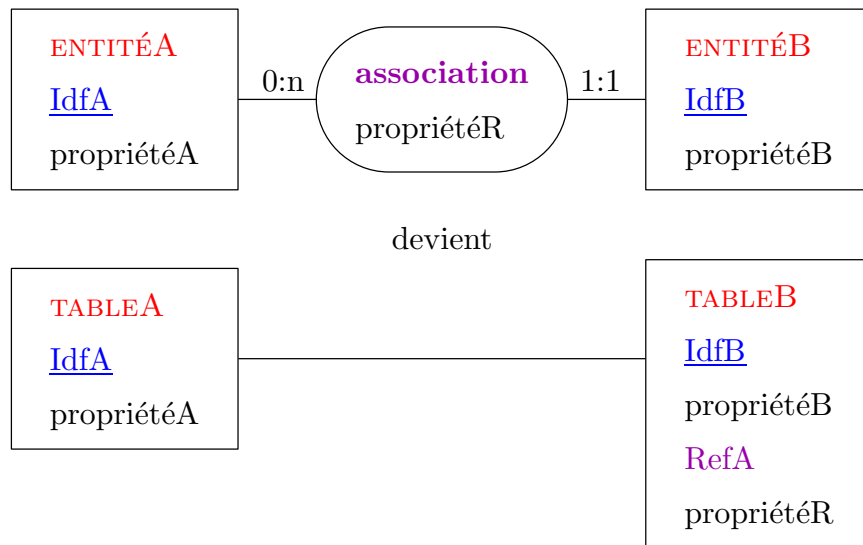 ENTITÉA
IdfA
propriétéA
0:n
association
propriétéR
1:1
ENTITÉB
IdfB
propriétéB
devient
TABLEA
IdfA
propriétéA
TABLEB
IdfB
propriétéB
RefA
propriétéR